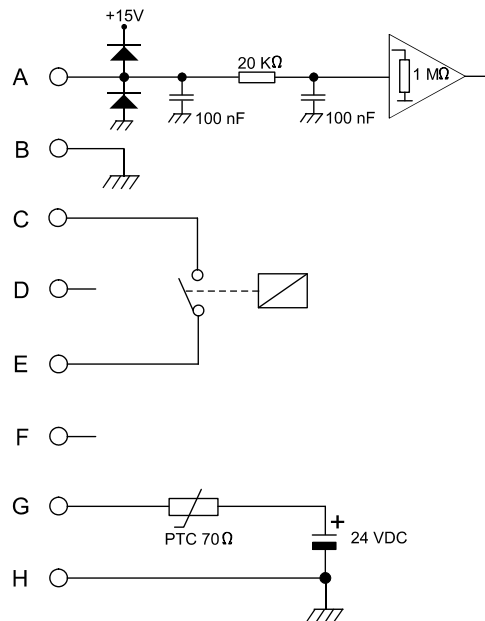 +15V
A
20 KΩ
1 MΩ
100 nF
100 nF
B
C
D
E
F
G
+
PTC 70Ω
24 VDC
H